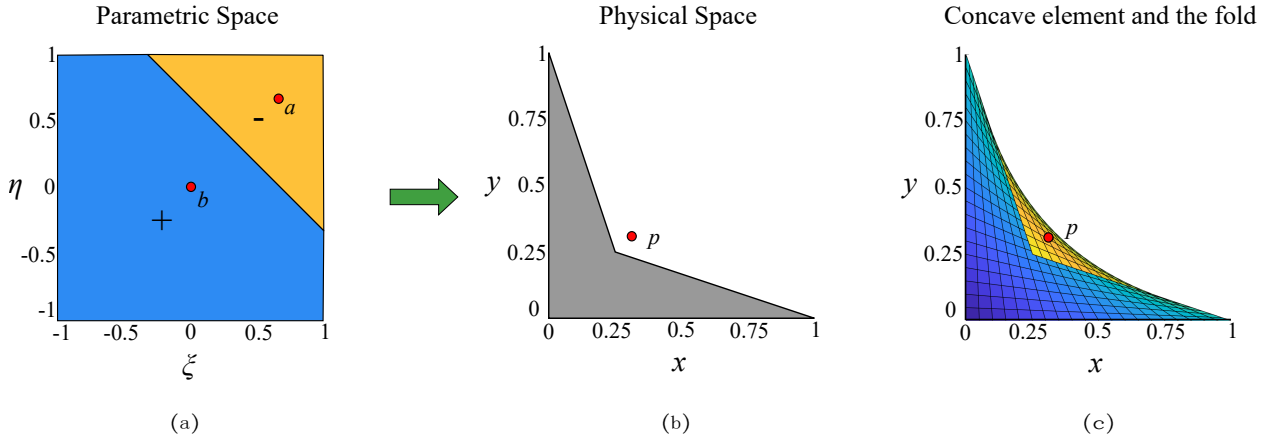 Parametric Space
1
0.5
η
0
-0.5
-1
-1
-0.5
0
0.5
1
ξ
a
-
b
+
(a)
Physical Space
1
0.75
y
0.5
0.25
0
0
0.25
0.5
0.75
1
x
p
(b)
Concave element and the fold
1
0.75
y
0.5
0.25
0
0
0.25
0.5
0.75
1
x
p
(c)